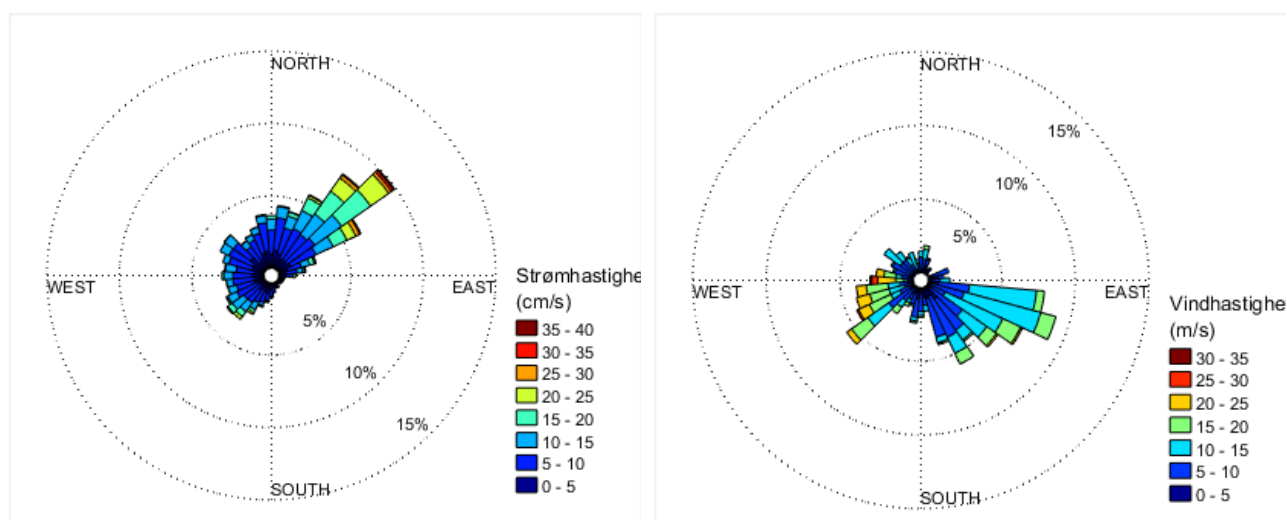 NORTH
WEST
EAST
SOUTH
5%
10%
15%
Strømhastighe
(cm/s)
35 - 40
30 - 35
25 - 30
20 - 25
15 - 20
10 - 15
5 - 10
0 - 5
NORTH
15%
10%
5%
WEST
EAST
SOUTH
Vindhastighe
(m/s)
30 - 35
25 - 30
20 - 25
15 - 20
10 - 15
5 - 10
0 - 5